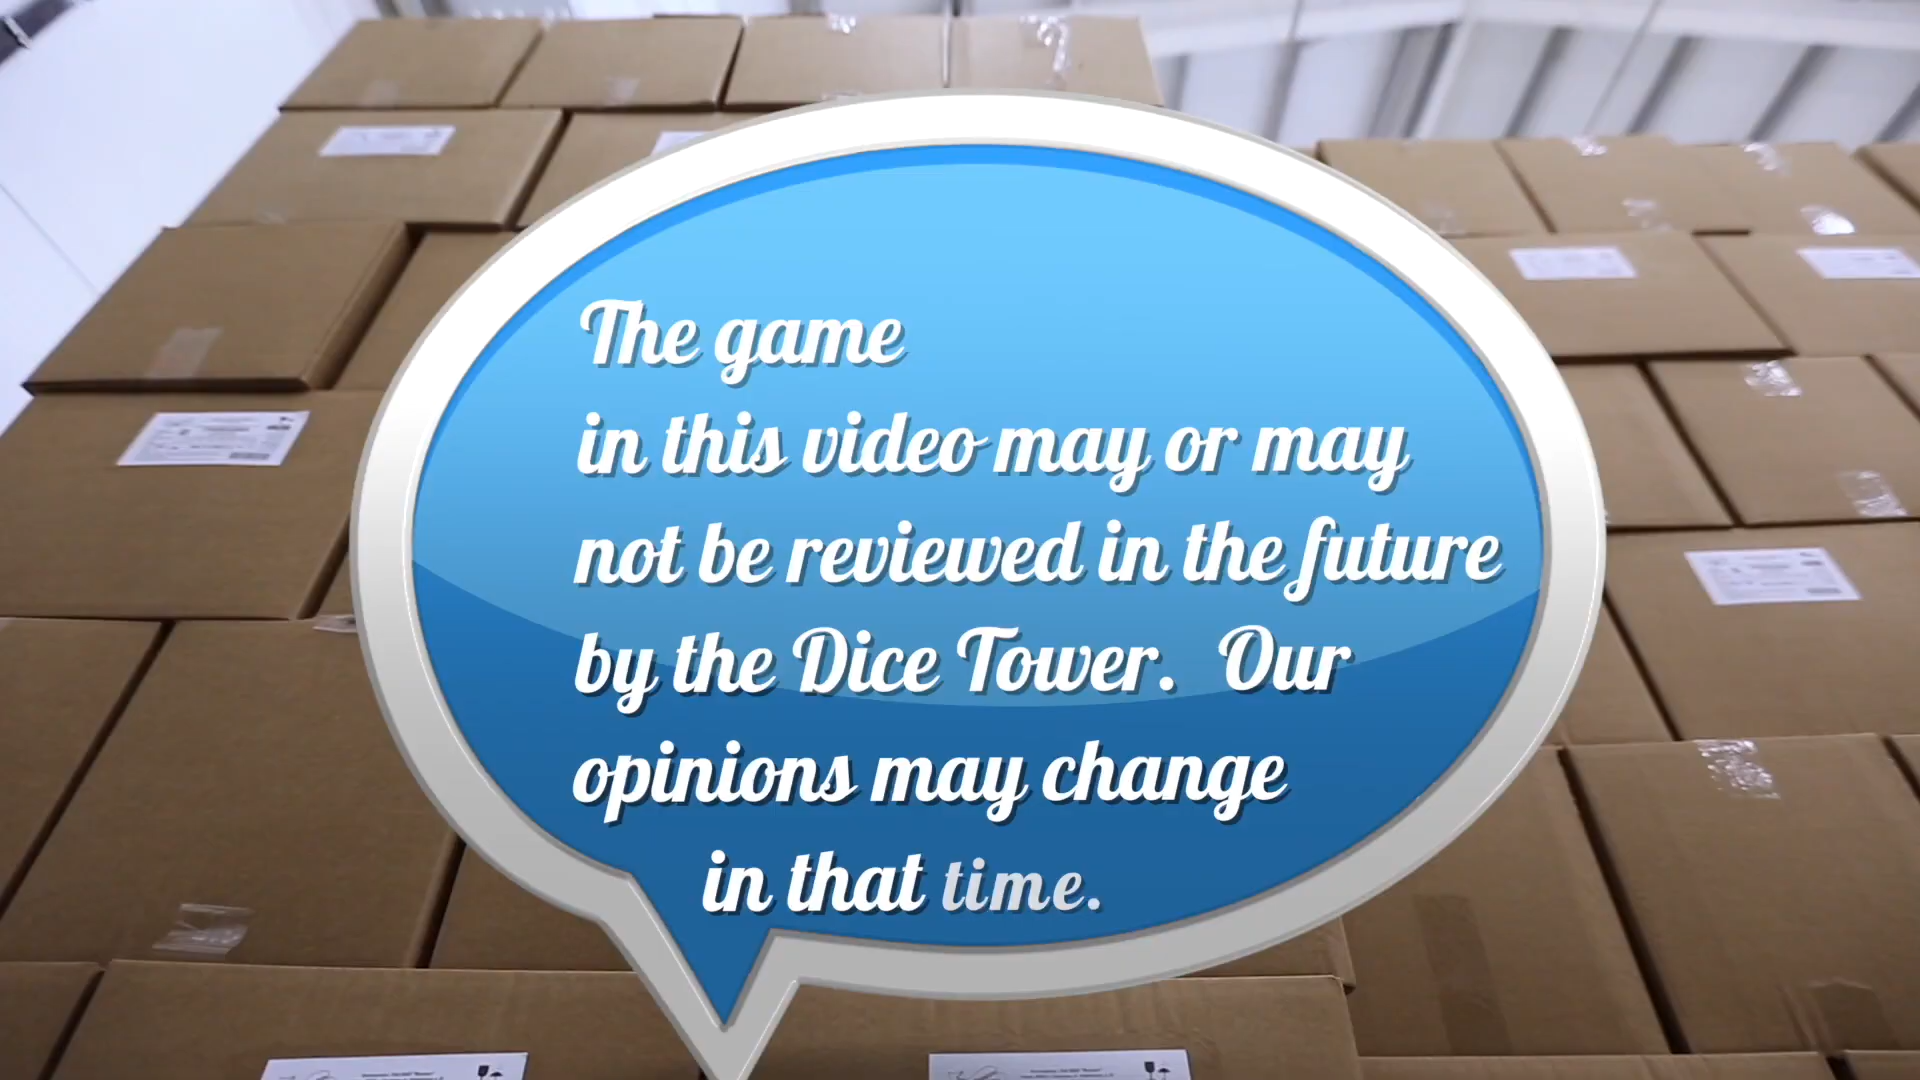 The game
in this video may or may
not be reviewed in the future
by the Dice Tower. Our
opinions may change
in that time.